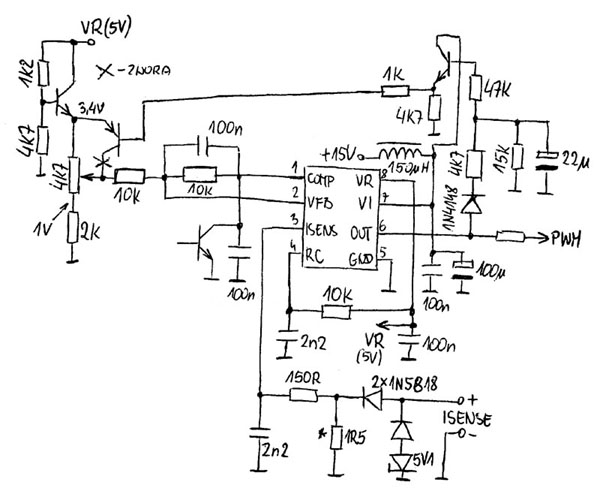 VR(5V)
1K2
X-ZWORA
3,4V
1K
47K
4K7
100n
4K7
+15V
150µH
4K7
15K
22µ
4K7
10K
10K
1
COMP
VR
8
1N4148
2
VFB
VI
7
1V
2K
3
ISENS
OUT
6
PWM
4
RC
GND
5
100n
100n
100µ
10K
2n2
VR
(5V)
100n
150R
2×1N5818
+
ISENSE
-
2n2
*
1R5
5V1